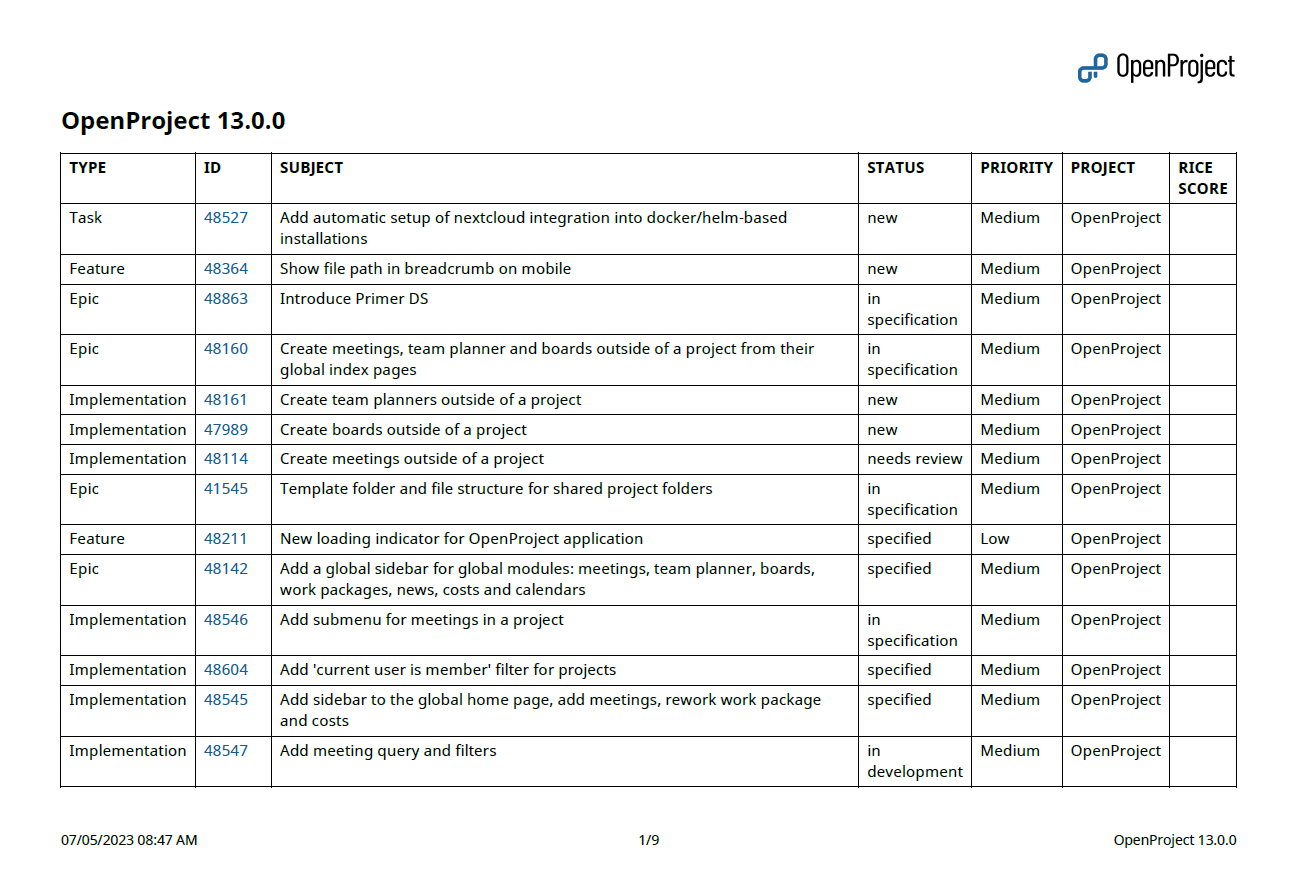 OpenProject
OpenProject 13.0.0
TYPE ID SUBJECT STATUS PRIORITY PROJECT RICE
SCORE
Task 48527 Add automatic setup of nextcloud integration into docker/helm-based new Medium OpenProject
installations
Feature 48364 Show file path in breadcrumb on mobile new Medium OpenProject
Epic 48863 Introduce Primer DS in Medium OpenProject
specification
Epic 48160 Create meetings, team planner and boards outside of a project from their in Medium OpenProject
global index pages specification
Implementation 48161 Create team planners outside of a project new Medium OpenProject
Implementation 47989 Create boards outside of a project new Medium OpenProject
Implementation 48114 Create meetings outside of a project needs review Medium OpenProject
Epic 41545 Template folder and file structure for shared project folders in Medium OpenProject
specification
Feature 48211 New loading indicator for OpenProject application specified Low OpenProject
Epic 48142 Add a global sidebar for global modules: meetings, team planner, boards, specified Medium OpenProject
work packages, news, costs and calendars
Implementation 48546 Add submenu for meetings in a project in Medium OpenProject
specification
Implementation 48604 Add 'current user is member' filter for projects specified Medium OpenProject
Implementation 48545 Add sidebar to the global home page, add meetings, rework work package specified Medium OpenProject
and costs
Implementation 48547 Add meeting query and filters in Medium OpenProject
development
07/05/2023 08:47 AM 1/9 OpenProject 13.0.0